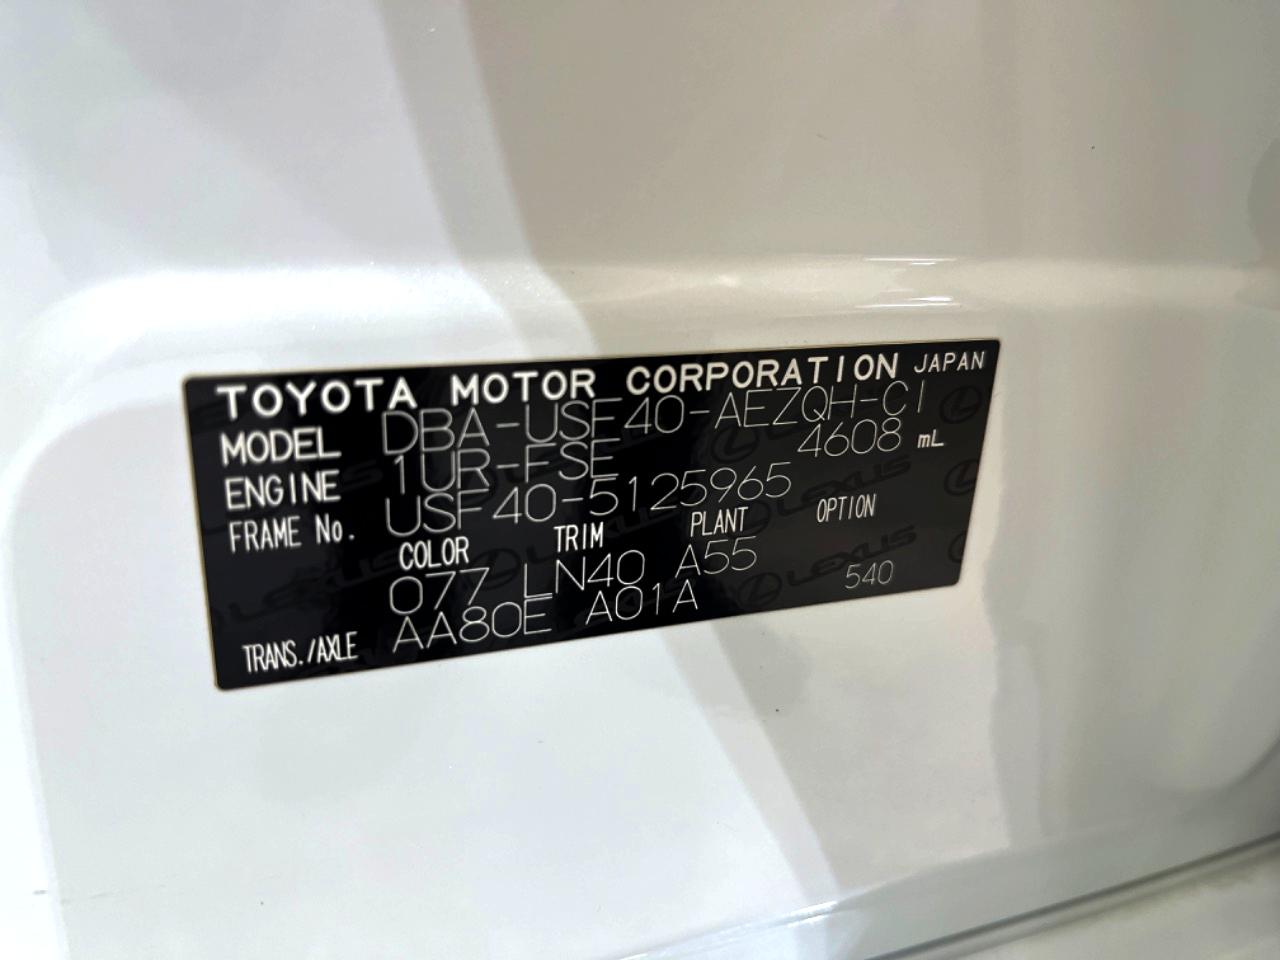 TOYOTA MOTOR CORPORATION JAPAN
MODEL DBA-USF40-AEZQH-C1
ENGINE 1UR-FSE 4608 mL
FRAME No. USF40-5125965
COLOR TRIM PLANT OPTION
077 LN40 A55
TRANS./AXLE AA80E A01A 540
LEXUS